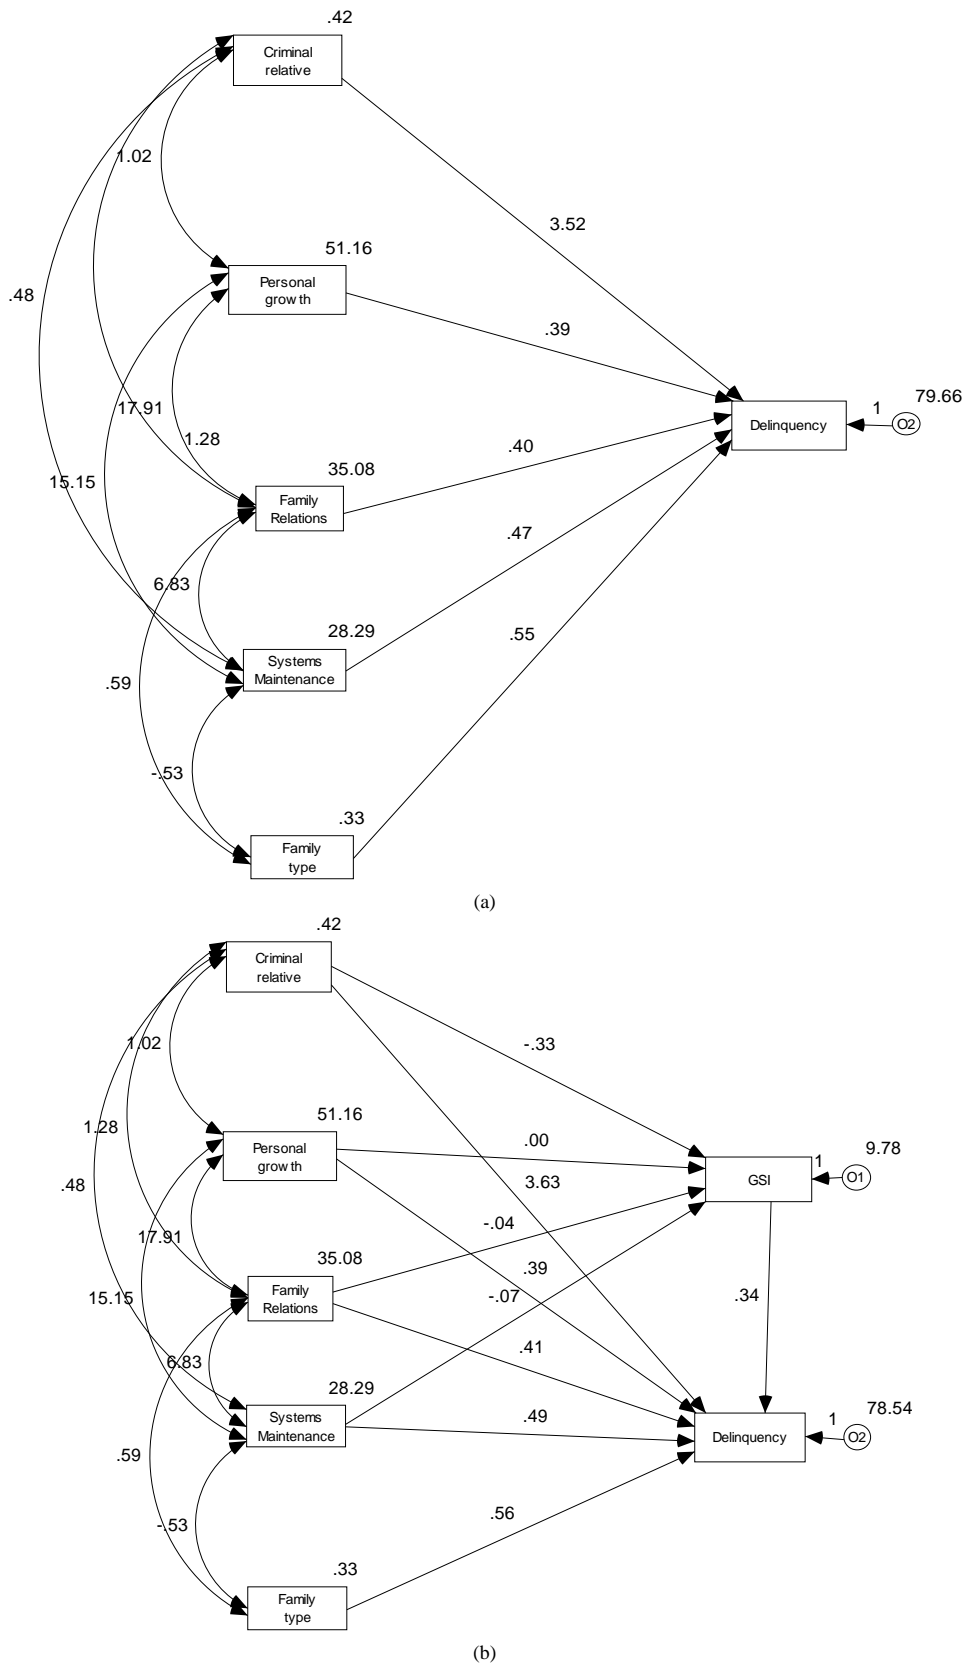 .42
Criminal
relative
1.02
3.52
51.16
Personal
growth
.48
.39
79.66
1
Delinquency
O2
17.91
1.28
.40
35.08
15.15
Family
Relations
.47
6.83
28.29
.55
Systems
Maintenance
.59
-.53
.33
Family
type
(a)
.42
Criminal
relative
1.02
-.33
51.16
1.28
Personal
growth
.00
9.78
1
GSI
O1
.48
3.63
-.04
17.91
35.08
.39
Family
Relations
-.07
15.15
.34
.41
6.83
28.29
Systems
Maintenance
.49
78.54
1
Delinquency
O2
.59
.56
-.53
.33
Family
type
(b)